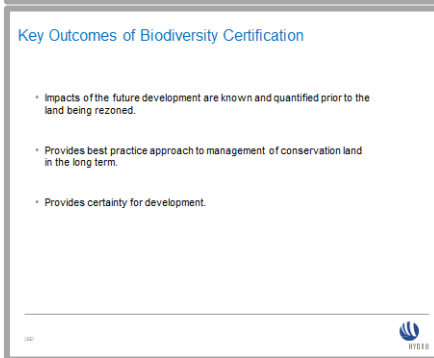 Key Outcomes of Biodiversity Certification
• Impacts of the future development are known and quantified prior to the
land being rezoned.
• Provides best practice approach to management of conservation land
in the long term.
• Provides certainty for development.
HYDRO